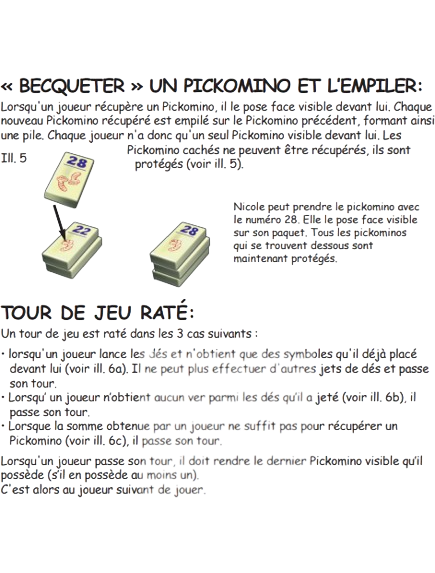 « BECQUETER » UN PICKOMINO ET L'EMPILER:
Lorsqu'un joueur récupère un Pickomino, il le pose face visible devant lui. Chaque
nouveau Pickomino récupéré est empilé sur le Pickomino précédent, formant ainsi
une pile. Chaque joueur n'a donc qu'un seul Pickomino visible devant lui. Les
Pickomino cachés ne peuvent être récupérés, ils sont
protégés (voir ill. 5).
Ill. 5
28
22
28
Nicole peut prendre le pickomino avec
le numéro 28. Elle le pose face visible
sur son paquet. Tous les pickominos
qui se trouvent dessous sont
maintenant protégés.
TOUR DE JEU RATÉ:
Un tour de jeu est raté dans les 3 cas suivants :
• lorsqu'un joueur lance les dés et n'obtient que des symboles qu'il déjà placé
devant lui (voir ill. 6a). Il ne peut plus effectuer d'autres jets de dés et passe
son tour.
• Lorsqu' un joueur n'obtient aucun ver parmi les dés qu'il a jeté (voir ill. 6b), il
passe son tour.
• Lorsque la somme obtenue par un joueur ne suffit pas pour récupérer un
Pickomino (voir ill. 6c), il passe son tour.
Lorsqu'un joueur passe son tour, il doit rendre le dernier Pickomino visible qu'il
possède (s'il en possède au moins un).
C'est alors au joueur suivant de jouer.